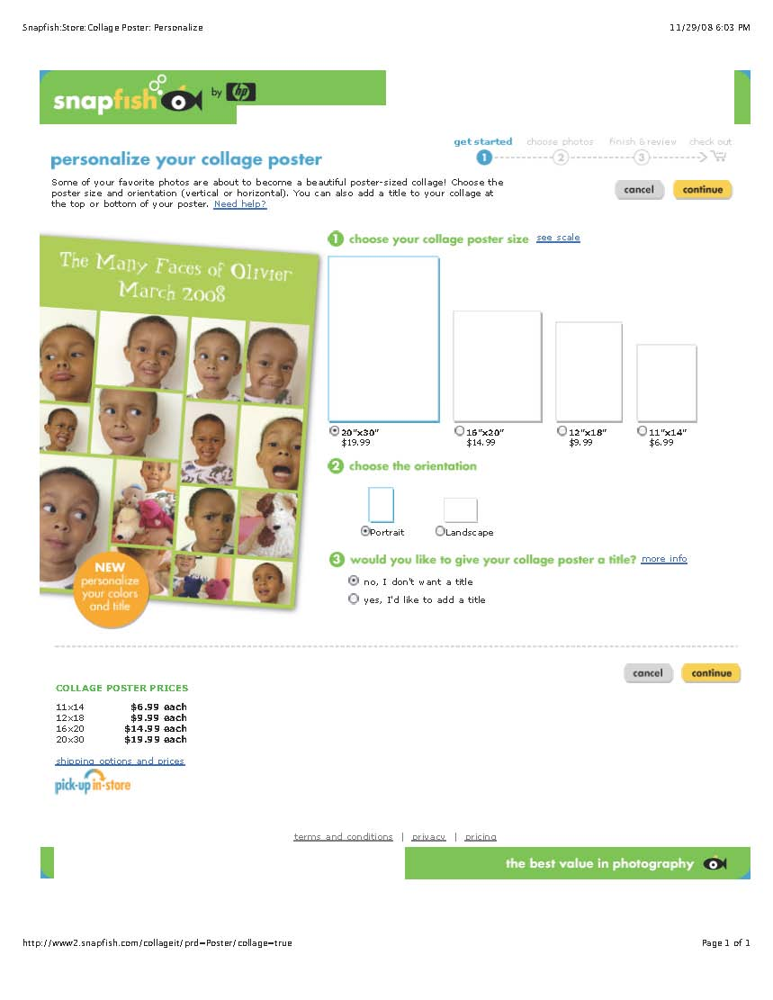 Snapfish:Store:Collage Poster: Personalize
11/29/08 6:03 PM
snapfish by hp
get started choose photos finish & review check out
1 2 3
personalize your collage poster
Some of your favorite photos are about to become a beautiful poster-sized collage! Choose the
poster size and orientation (vertical or horizontal). You can also add a title to your collage at
the top or bottom of your poster. Need help?
cancel continue
The Many Faces of Olivier
March 2008
NEW
personalize
your colors
and title
1 choose your collage poster size see scale
20"x30" 16"x20" 12"x18" 11"x14"
$19.99 $14.99 $9.99 $6.99
2 choose the orientation
Portrait Landscape
3 would you like to give your collage poster a title? more info
no, I don't want a title
yes, I'd like to add a title
cancel continue
COLLAGE POSTER PRICES
11x14 $6.99 each
12x18 $9.99 each
16x20 $14.99 each
20x30 $19.99 each
shipping options and prices
pick-up in-store
terms and conditions | privacy | pricing
the best value in photography
http://www2.snapfish.com/collageit/prd=Poster/collage=true
Page 1 of 1